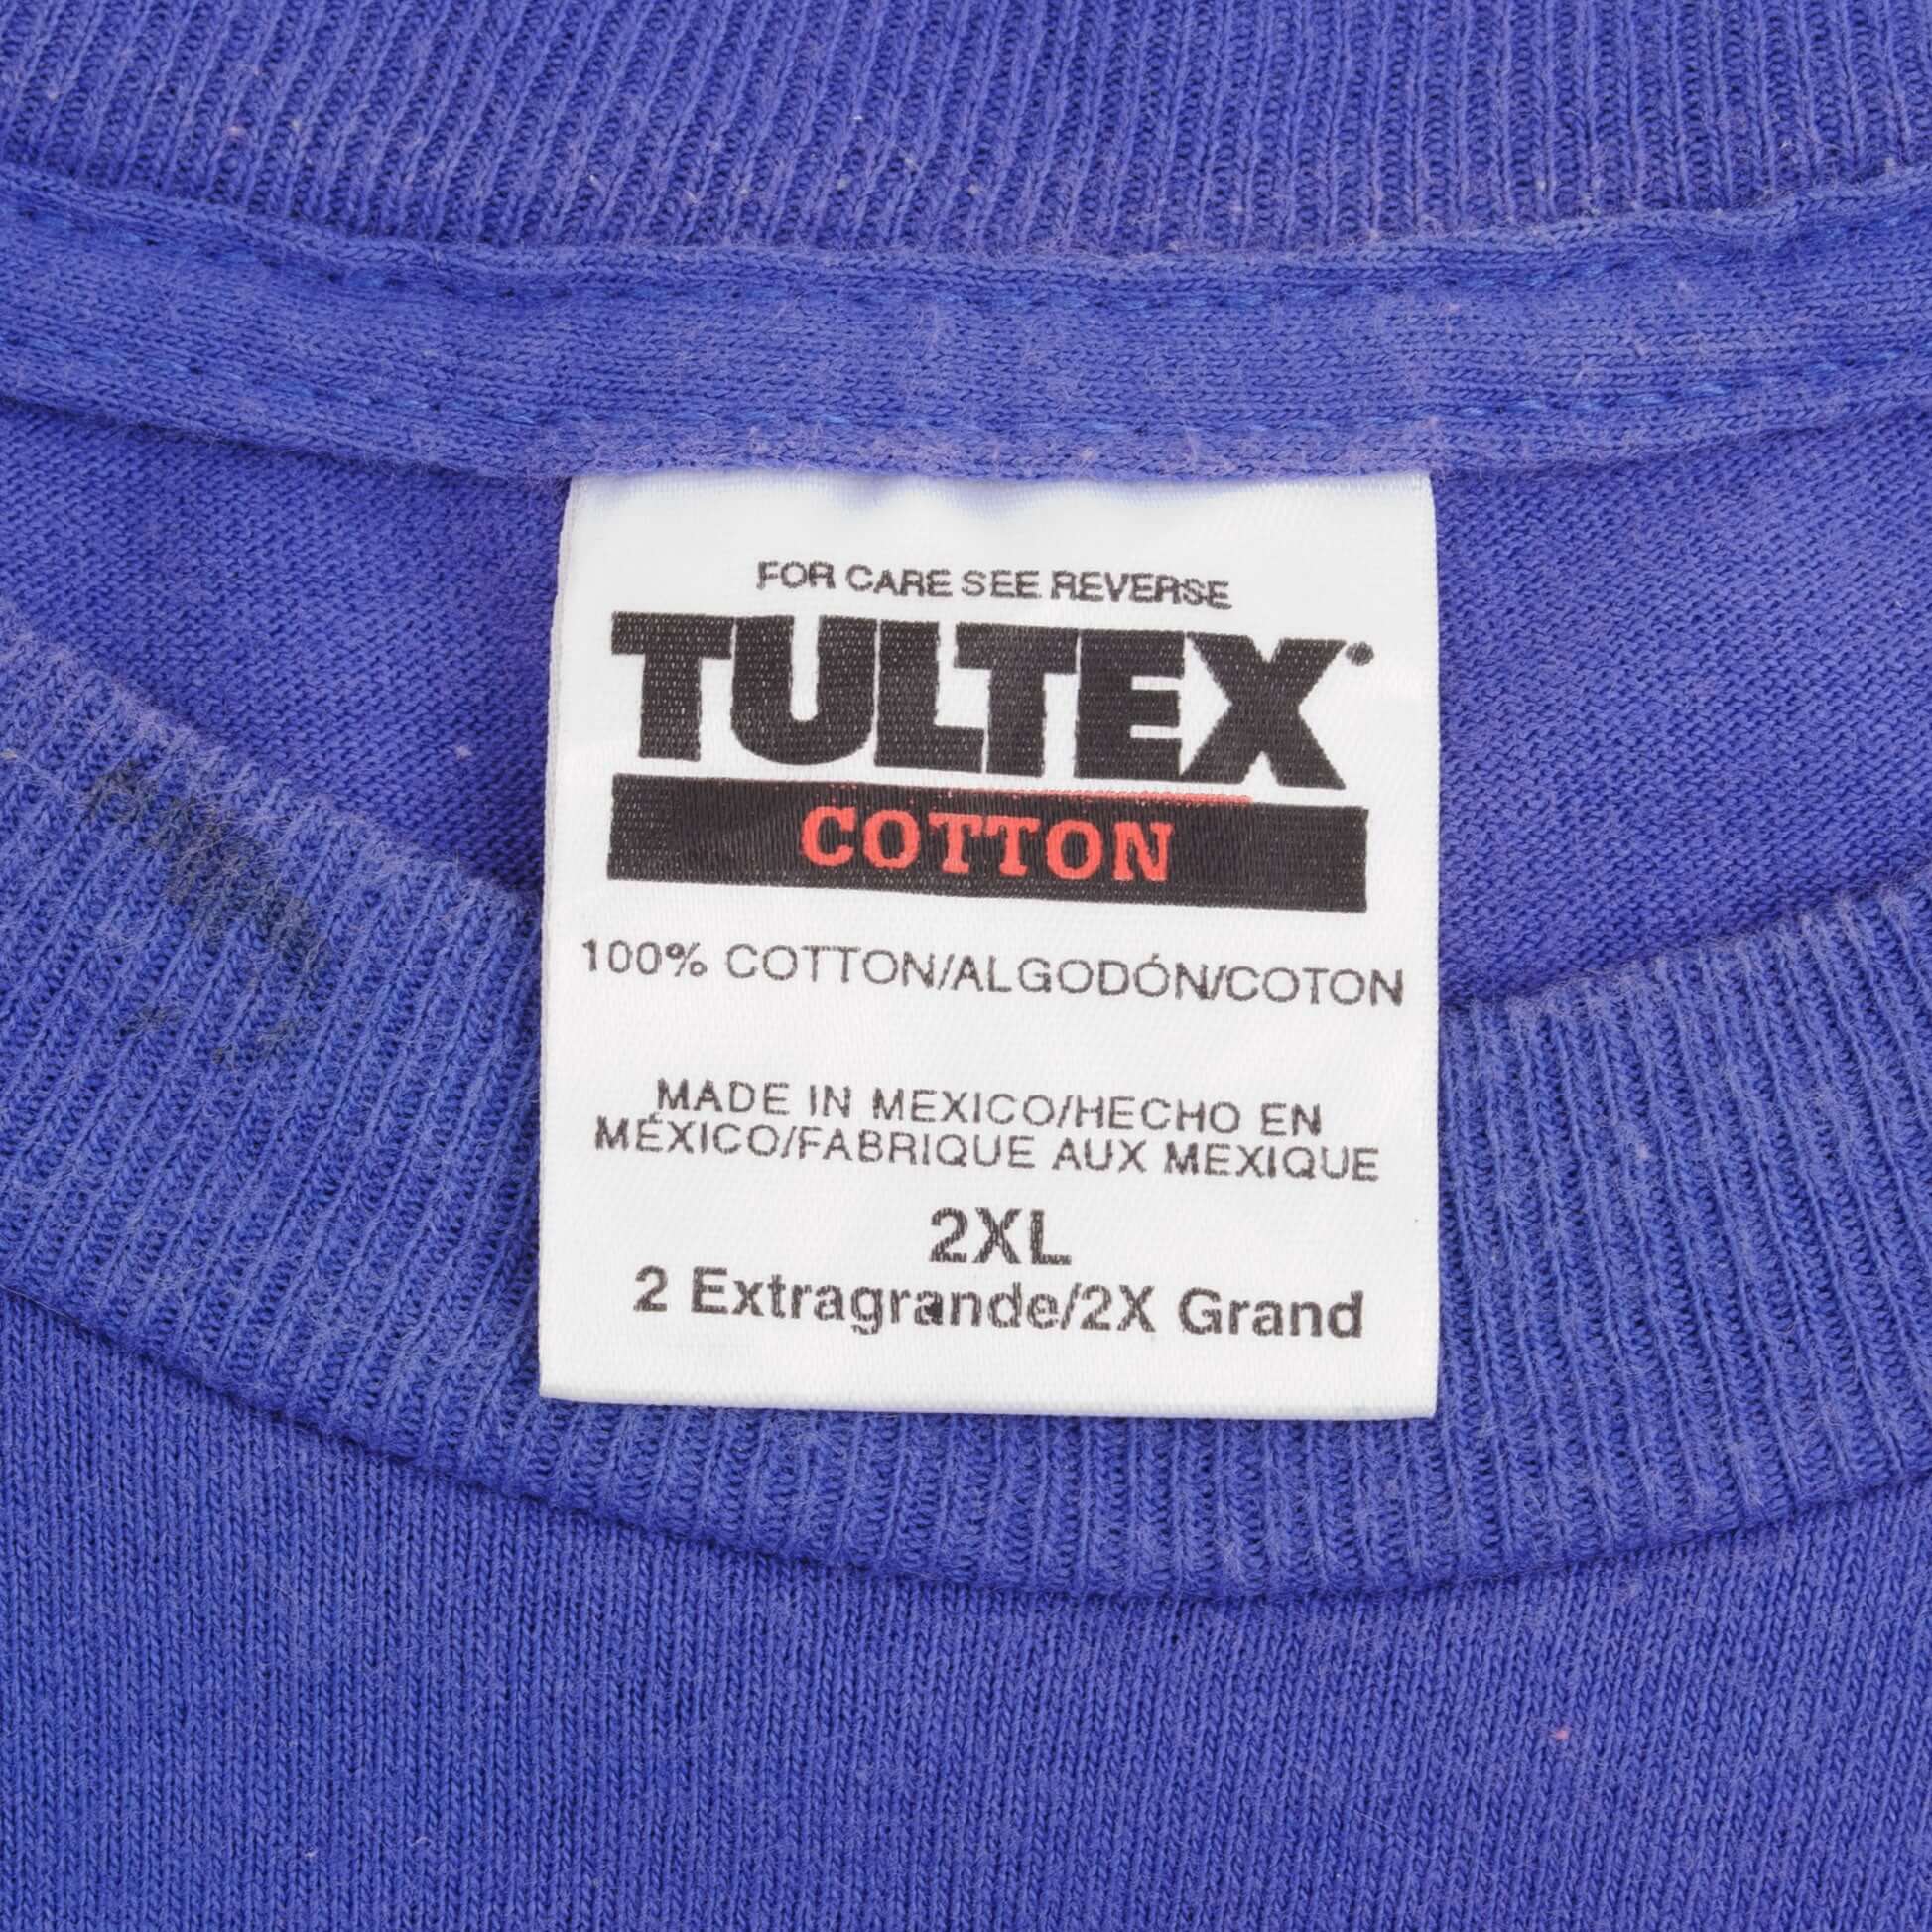 FOR CARE SEE REVERSE
TULTEX
COTTON
100% COTTON/ALGODÓN/COTON
MADE IN MEXICO/HECHO EN
MÉXICO/FABRIQUE AUX MEXIQUE
2XL
2 Extragrande/2X Grand